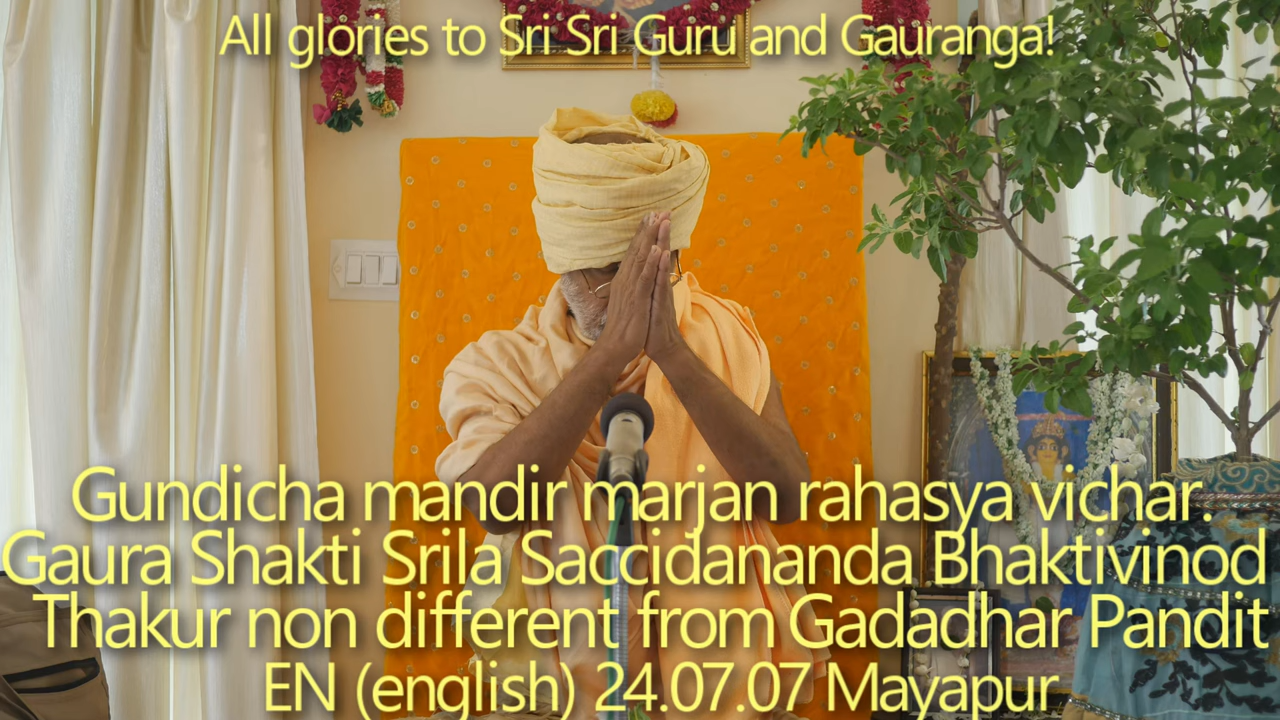 All glories to Sri Sri Guru and Gauranga!
Gundicha mandir marjan rahasya vichar.
Gaura Shakti Srila Saccidananda Bhaktivinod
Thakur non different from Gadadhar Pandit
EN (english) 24.07.07 Mayapur